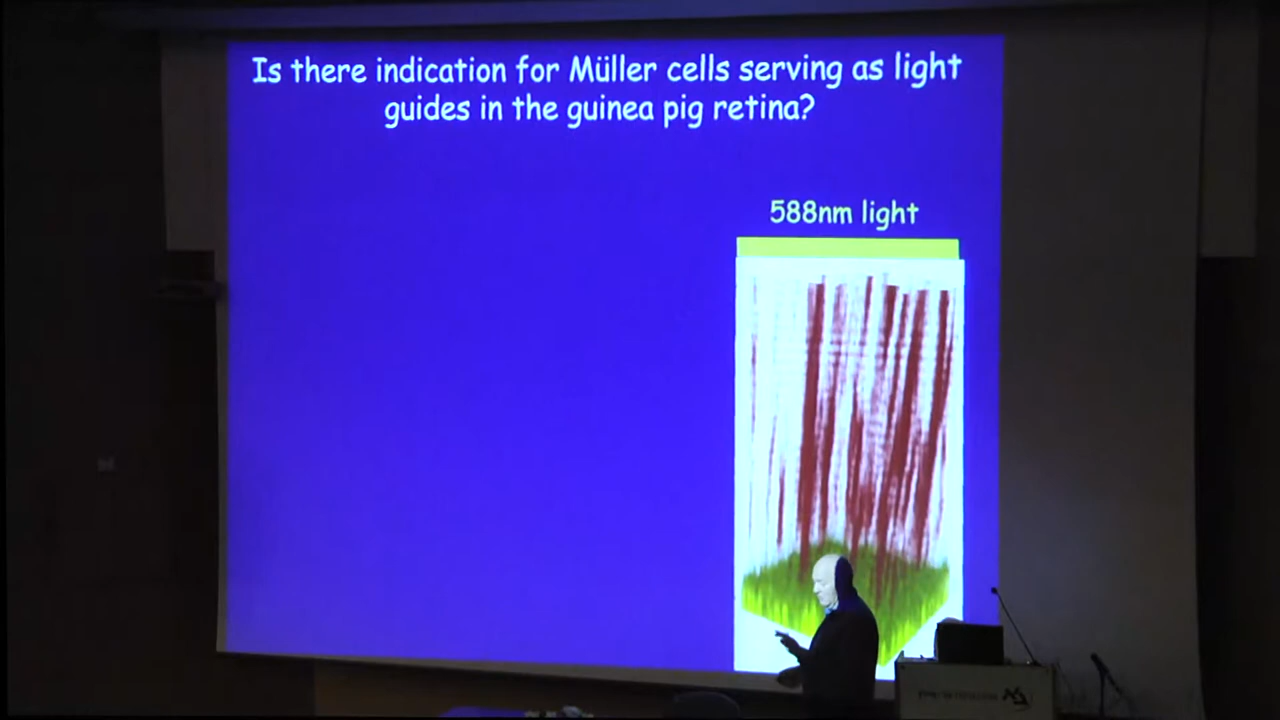 Is there indication for Müller cells serving as light
guides in the guinea pig retina?
588nm light